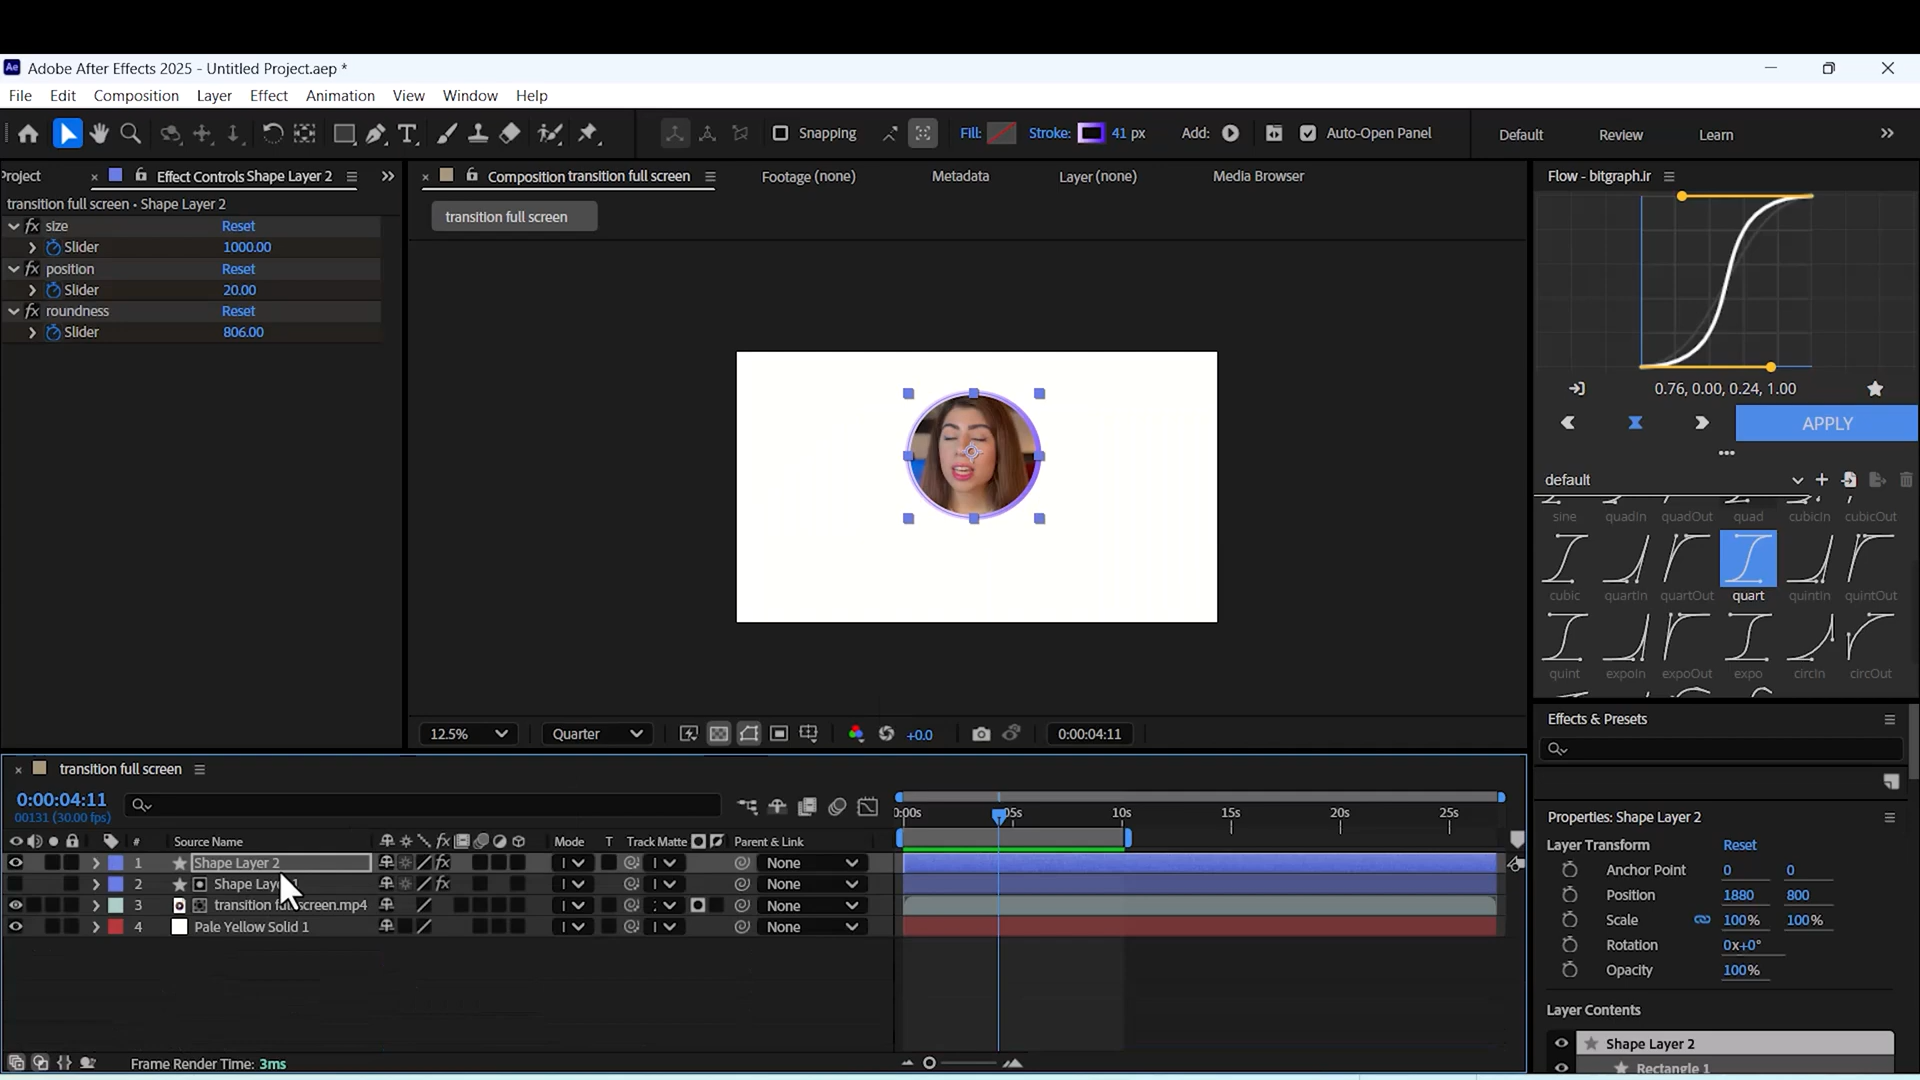 Adobe After Effects 2025 - Untitled Project.aep *
File Edit Composition Layer Effect Animation View Window Help
Snapping Fill: Stroke: 41 px Add: Auto-Open Panel Default Review Learn
Project Effect Controls Shape Layer 2
transition full screen • Shape Layer 2
fx size Reset
Slider 1000.00
fx position Reset
Slider 20.00
fx roundness Reset
Slider 806.00
Composition transition full screen Footage (none) Metadata Layer (none) Media Browser
transition full screen
12.5% Quarter +0.0 0:00:04:11
Flow - bitgraph.ir
0.76, 0.00, 0.24, 1.00
APPLY
default
sine quadIn quadOut quad cubicIn cubicOut
cubic quartIn quartOut quart quintIn quintOut
quint expoIn expoOut expo circIn circOut
Effects & Presets
Properties: Shape Layer 2
Layer Transform Reset
Anchor Point 0 0
Position 1880 800
Scale 100% 100%
Rotation 0x+0°
Opacity 100%
Layer Contents
Shape Layer 2
Rectangle 1
transition full screen
0:00:04:11
00131 (30.00 fps)
0:00s 05s 10s 15s 20s 25s
# Source Name fx Mode T Track Matte Parent & Link
1 Shape Layer 2 fx None
2 Shape Layer 1 fx None
3 transition full screen.mp4 None
4 Pale Yellow Solid 1 None
Frame Render Time: 3ms